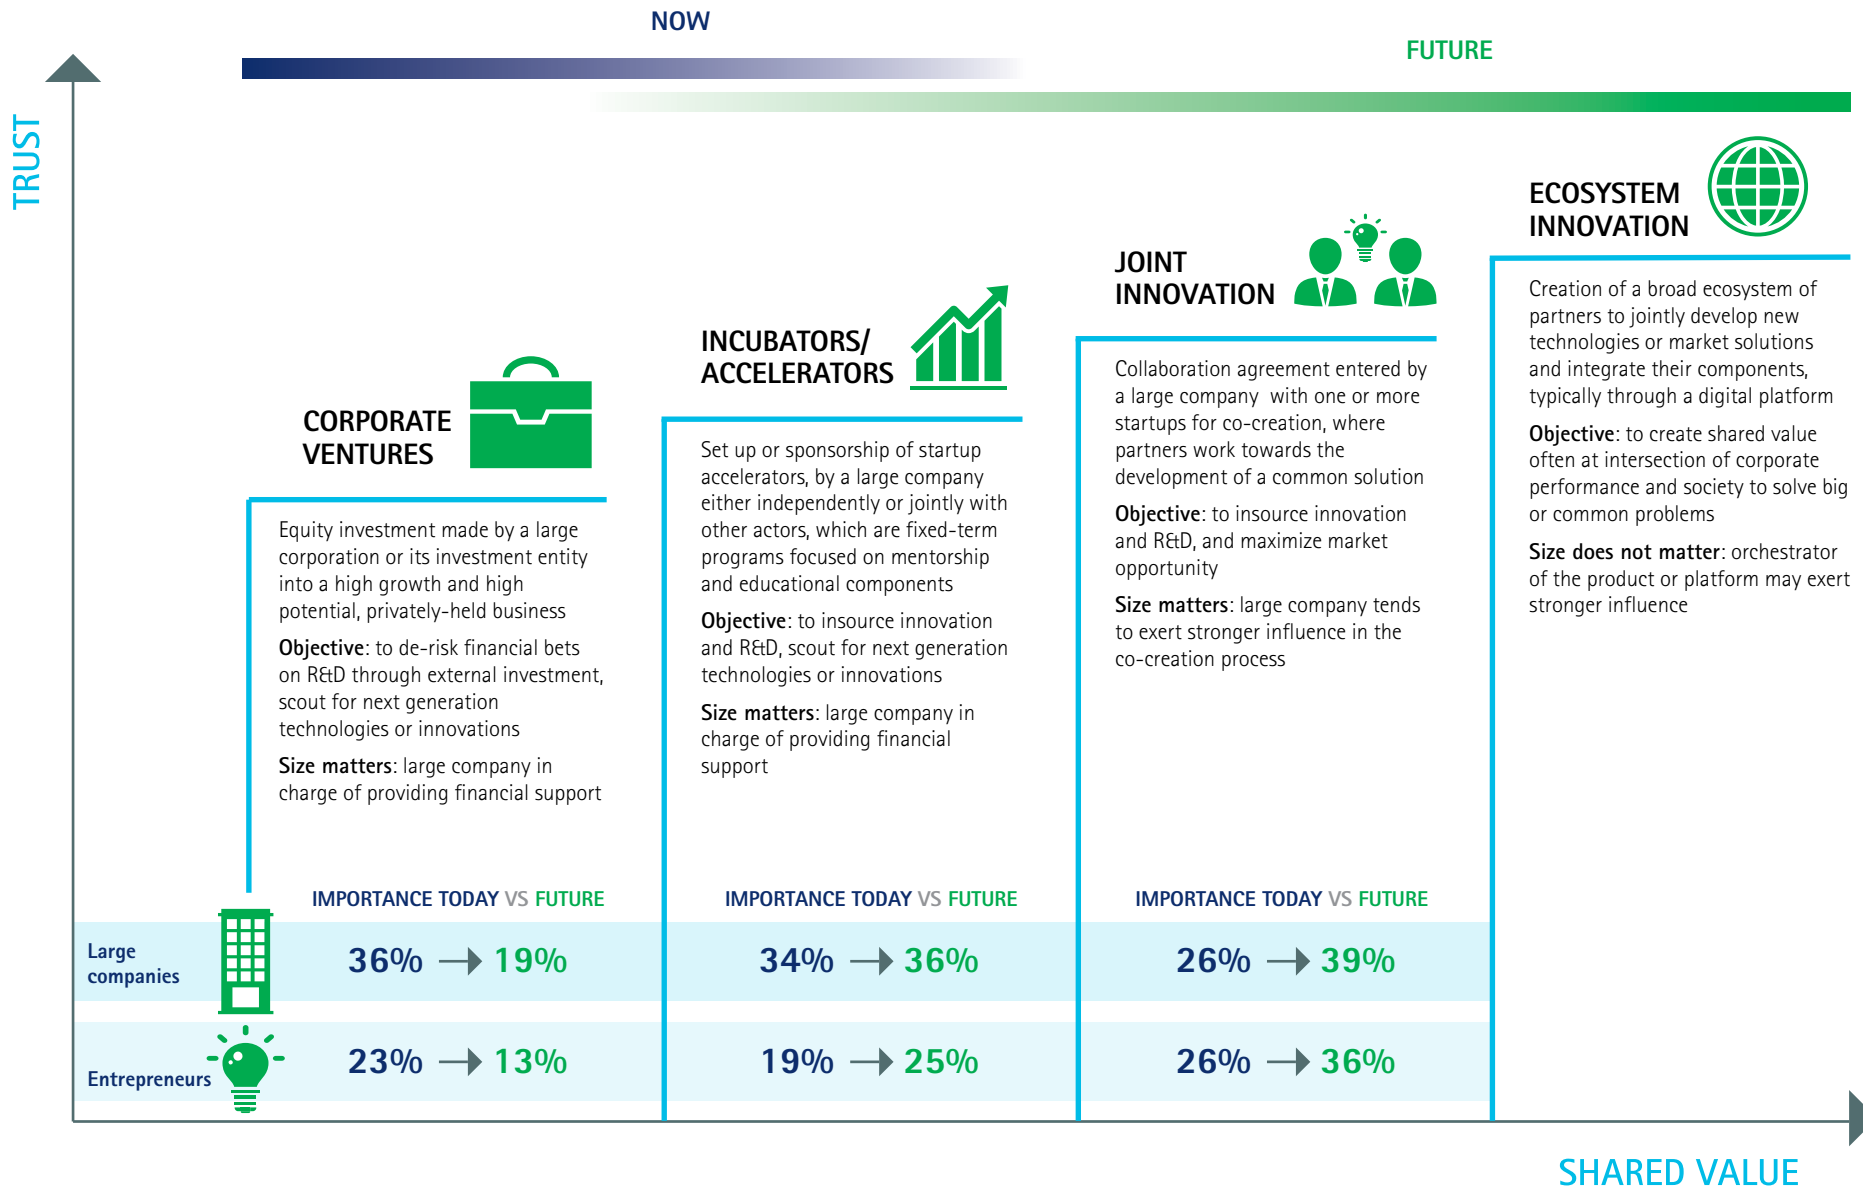 NOW
FUTURE
TRUST
CORPORATE
VENTURES
Equity investment made by a large
corporation or its investment entity
into a high growth and high
potential, privately-held business
Objective: to de-risk financial bets
on R&D through external investment,
scout for next generation
technologies or innovations
Size matters: large company in
charge of providing financial support
INCUBATORS/
ACCELERATORS
Set up or sponsorship of startup
accelerators, by a large company
either independently or jointly with
other actors, which are fixed-term
programs focused on mentorship
and educational components
Objective: to insource innovation
and R&D, scout for next generation
technologies or innovations
Size matters: large company in
charge of providing financial
support
JOINT
INNOVATION
Collaboration agreement entered by
a large company with one or more
startups for co-creation, where
partners work towards the
development of a common solution
Objective: to insource innovation
and R&D, and maximize market
opportunity
Size matters: large company tends
to exert stronger influence in the
co-creation process
ECOSYSTEM
INNOVATION
Creation of a broad ecosystem of
partners to jointly develop new
technologies or market solutions
and integrate their components,
typically through a digital platform
Objective: to create shared value
often at intersection of corporate
performance and society to solve big
or common problems
Size does not matter: orchestrator
of the product or platform may exert
stronger influence
IMPORTANCE TODAY VS FUTURE
IMPORTANCE TODAY VS FUTURE
IMPORTANCE TODAY VS FUTURE
Large
companies
36% 19%
34% 36%
26% 39%
Entrepreneurs
23% 13%
19% 25%
26% 36%
SHARED VALUE